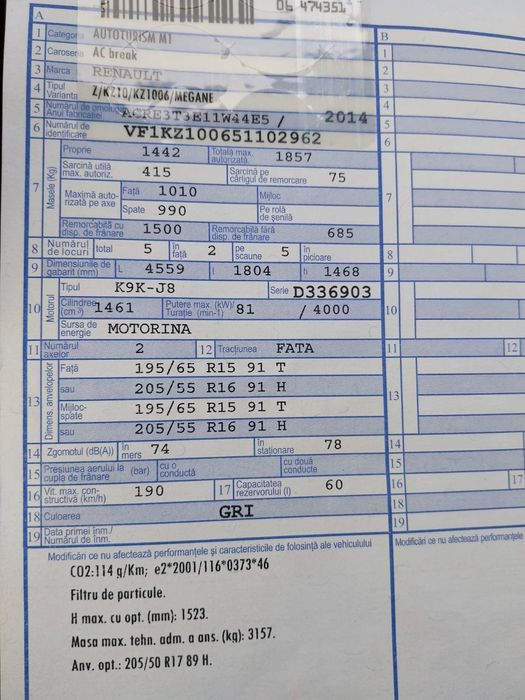 06 474351
A
B
1 Categoria AUTOTURISM M1
2 Caroseria AC break
3 Marca RENAULT
4 Tipul Varianta Z/KZ10/KZ1006/MEGANE
5 Numărul de omologare Anul fabricației ACRE3T3E11W44E5 / 2014
6 Numărul de identificare VF1KZ100651102962
7 Masele (Kg)
Proprie 1442 Totală max. autorizată 1857
Sarcină utilă max. autoriz. 415 Sarcină pe cârligul de remorcare 75
Maximă autorizată pe axe Față 1010 Mijloc
Spate 990 Pe rolă de șenilă
Remorcabilă cu disp. de frânare 1500 Remorcabilă fără disp. de frânare 685
8 Numărul de locuri total 5 în față 2 pe scaune 5 în picioare
9 Dimensiunile de gabarit (mm) L 4559 l 1804 h 1468
10 Motorul
Tipul K9K-J8 Serie D336903
Cilindree (cm³) 1461 Putere max. (kW)/ Turație (min-1) 81 / 4000
Sursa de energie MOTORINA
11 Numărul axelor 2 12 Tracțiunea FATA
13 Dimens. anvelopelor
Față 195/65 R15 91 T
sau 205/55 R16 91 H
Mijloc-spate 195/65 R15 91 T
sau 205/55 R16 91 H
14 Zgomotul (dB(A)) în mers 74 în staționare 78
15 Presiunea aerului la cuple de frânare (bar) cu o conductă cu două conducte
16 Vit. max. constructivă (km/h) 190 17 Capacitatea rezervorului (l) 60
18 Culoarea GRI
19 Data primei înm./ Numărul de înm.
Modificări ce nu afectează performanțele și caracteristicile de folosință ale vehiculului
CO2:114 g/Km; e2*2001/116*0373*46
Filtru de particule.
H max. cu opt. (mm): 1523.
Masa max. tehn. adm. a ans. (kg): 3157.
Anv. opt.: 205/50 R17 89 H.
1
2
3
4
5
6
7
8
9
10
11 12
13
14
15
16 17
18
19
Modificări ce nu afectează performanțele